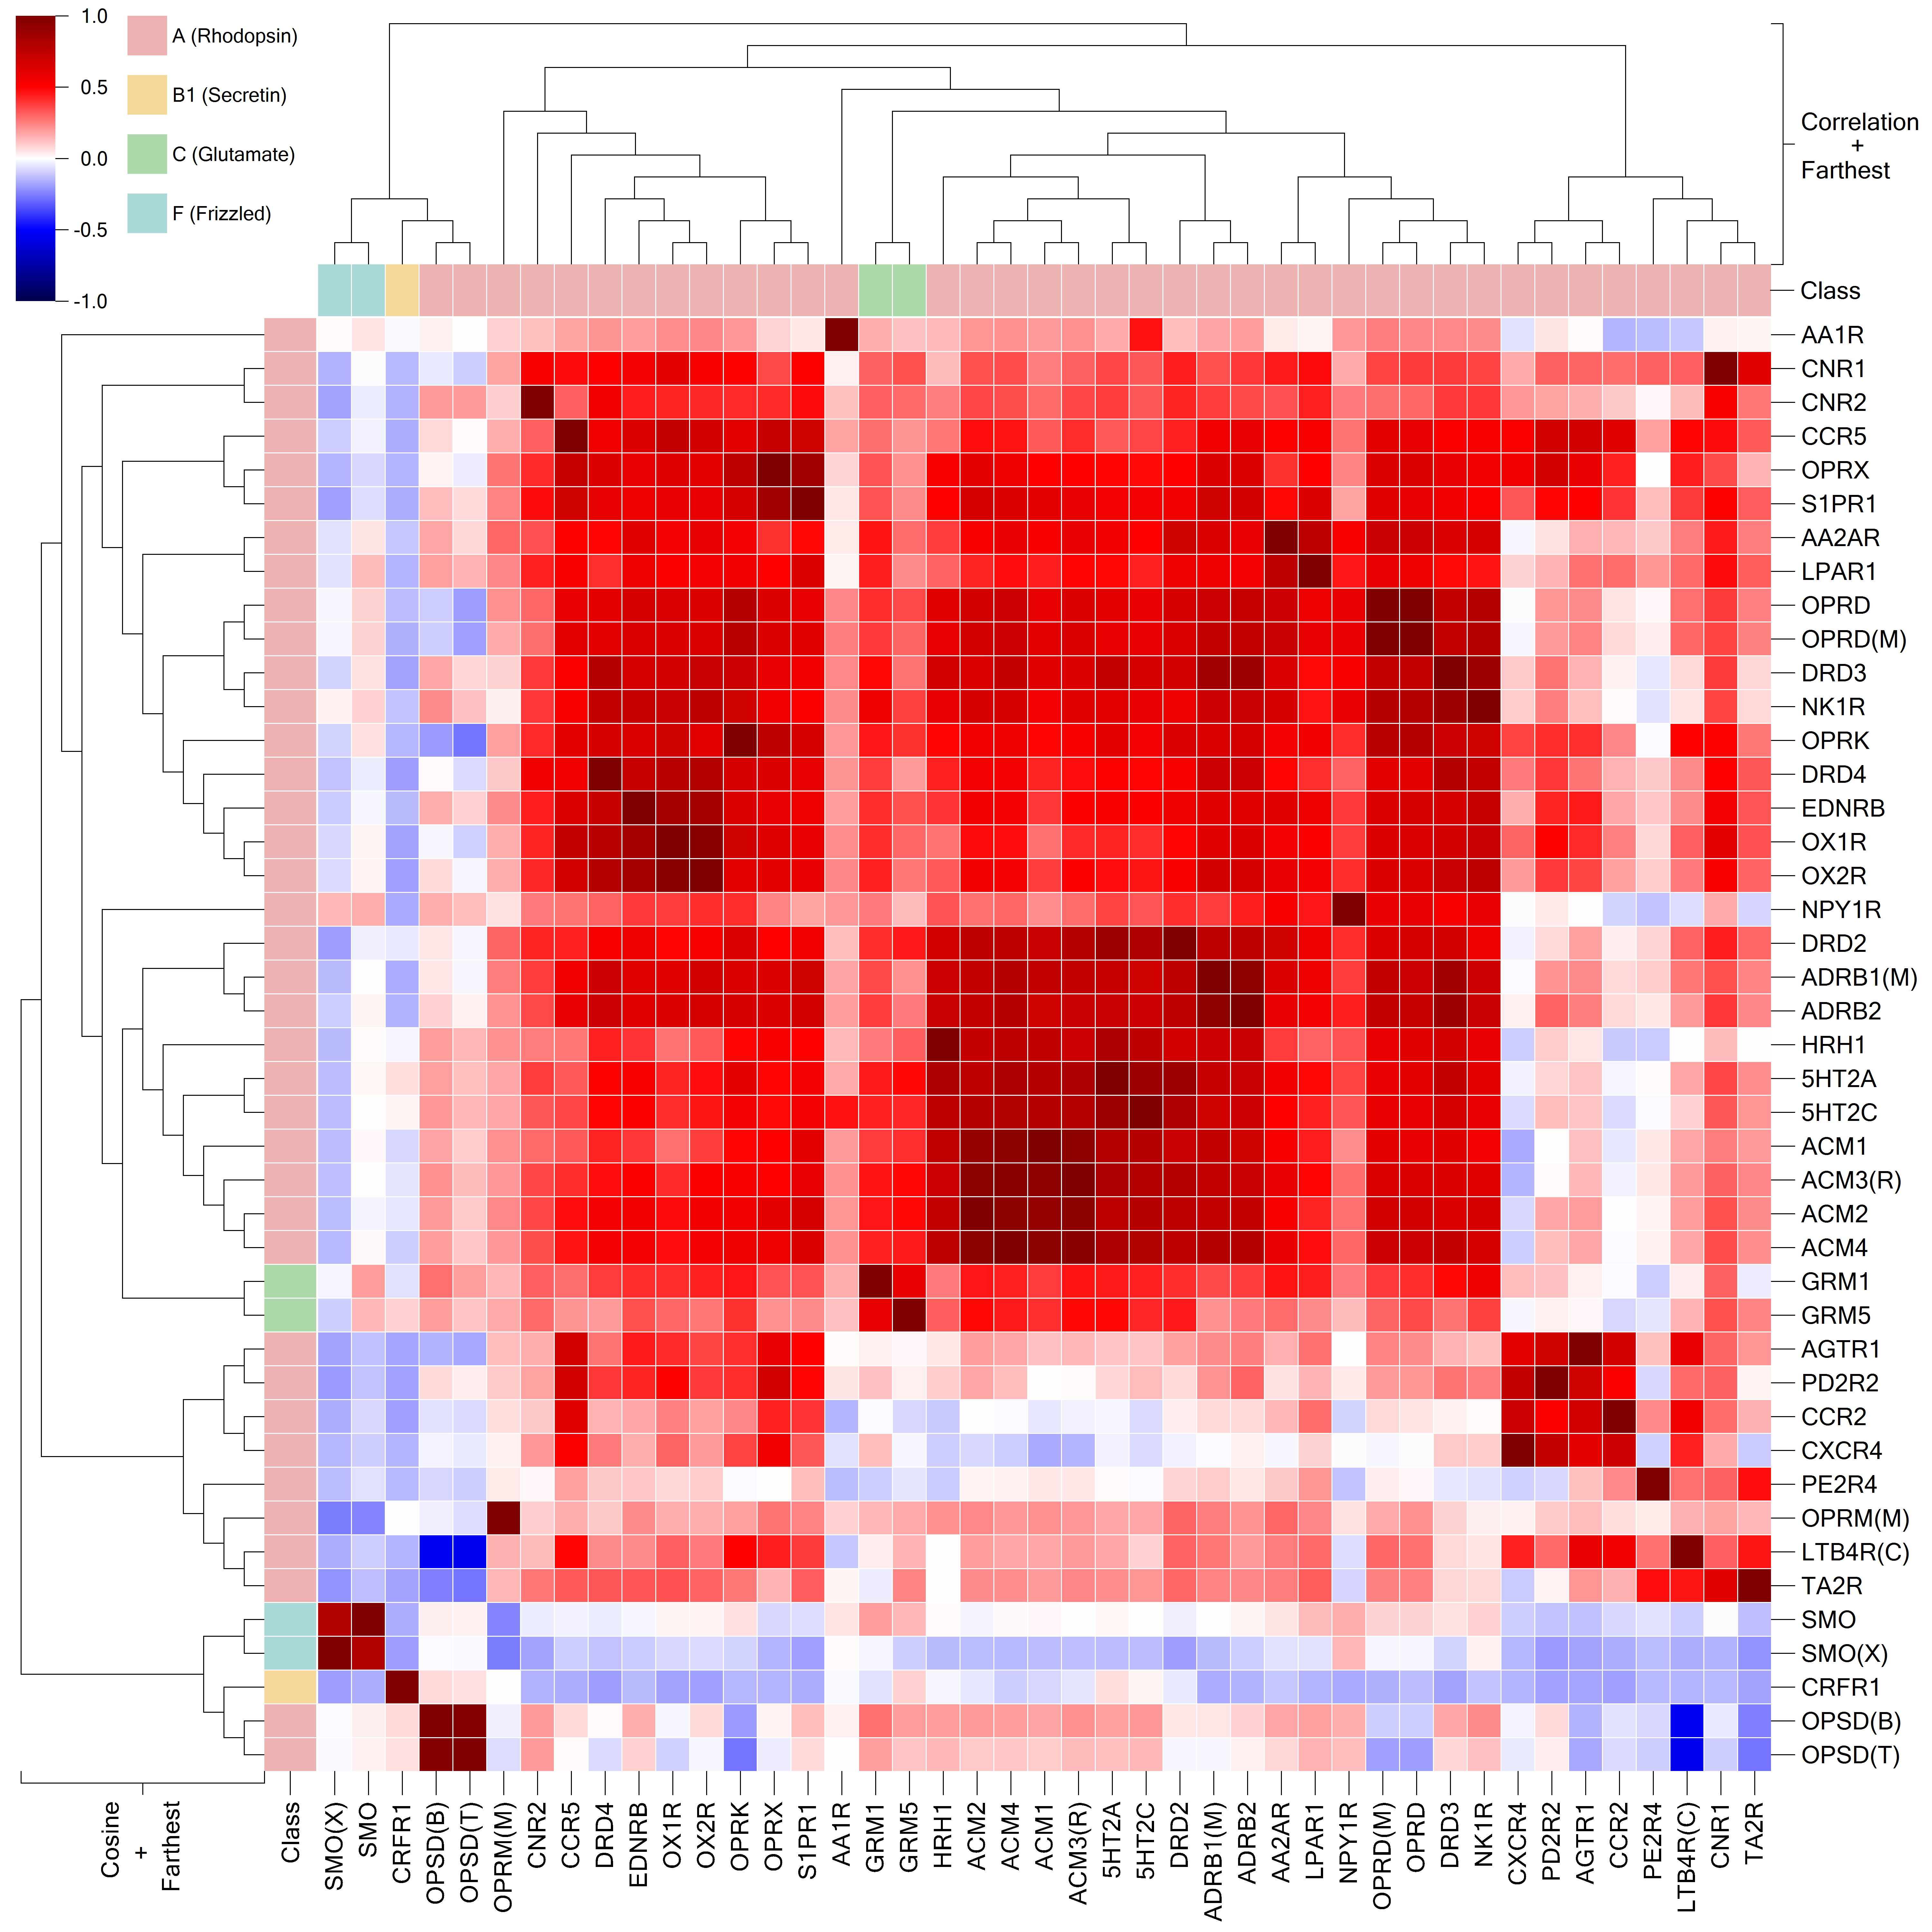 1.0
0.5
0.0
-0.5
-1.0
A (Rhodopsin)
B1 (Secretin)
C (Glutamate)
F (Frizzled)
Correlation
+
Farthest
Class
AA1R
CNR1
CNR2
CCR5
OPRX
S1PR1
AA2AR
LPAR1
OPRD
OPRD(M)
DRD3
NK1R
OPRK
DRD4
EDNRB
OX1R
OX2R
NPY1R
DRD2
ADRB1(M)
ADRB2
HRH1
5HT2A
5HT2C
ACM1
ACM3(R)
ACM2
ACM4
GRM1
GRM5
AGTR1
PD2R2
CCR2
CXCR4
PE2R4
OPRM(M)
LTB4R(C)
TA2R
SMO
SMO(X)
CRFR1
OPSD(B)
OPSD(T)
Cosine
+
Farthest
Class
SMO(X)
SMO
CRFR1
OPSD(B)
OPSD(T)
OPRM(M)
CNR2
CCR5
DRD4
EDNRB
OX1R
OX2R
OPRK
OPRX
S1PR1
AA1R
GRM1
GRM5
HRH1
ACM2
ACM4
ACM1
ACM3(R)
5HT2A
5HT2C
DRD2
ADRB1(M)
ADRB2
AA2AR
LPAR1
NPY1R
OPRD(M)
OPRD
DRD3
NK1R
CXCR4
PD2R2
AGTR1
CCR2
PE2R4
LTB4R(C)
CNR1
TA2R